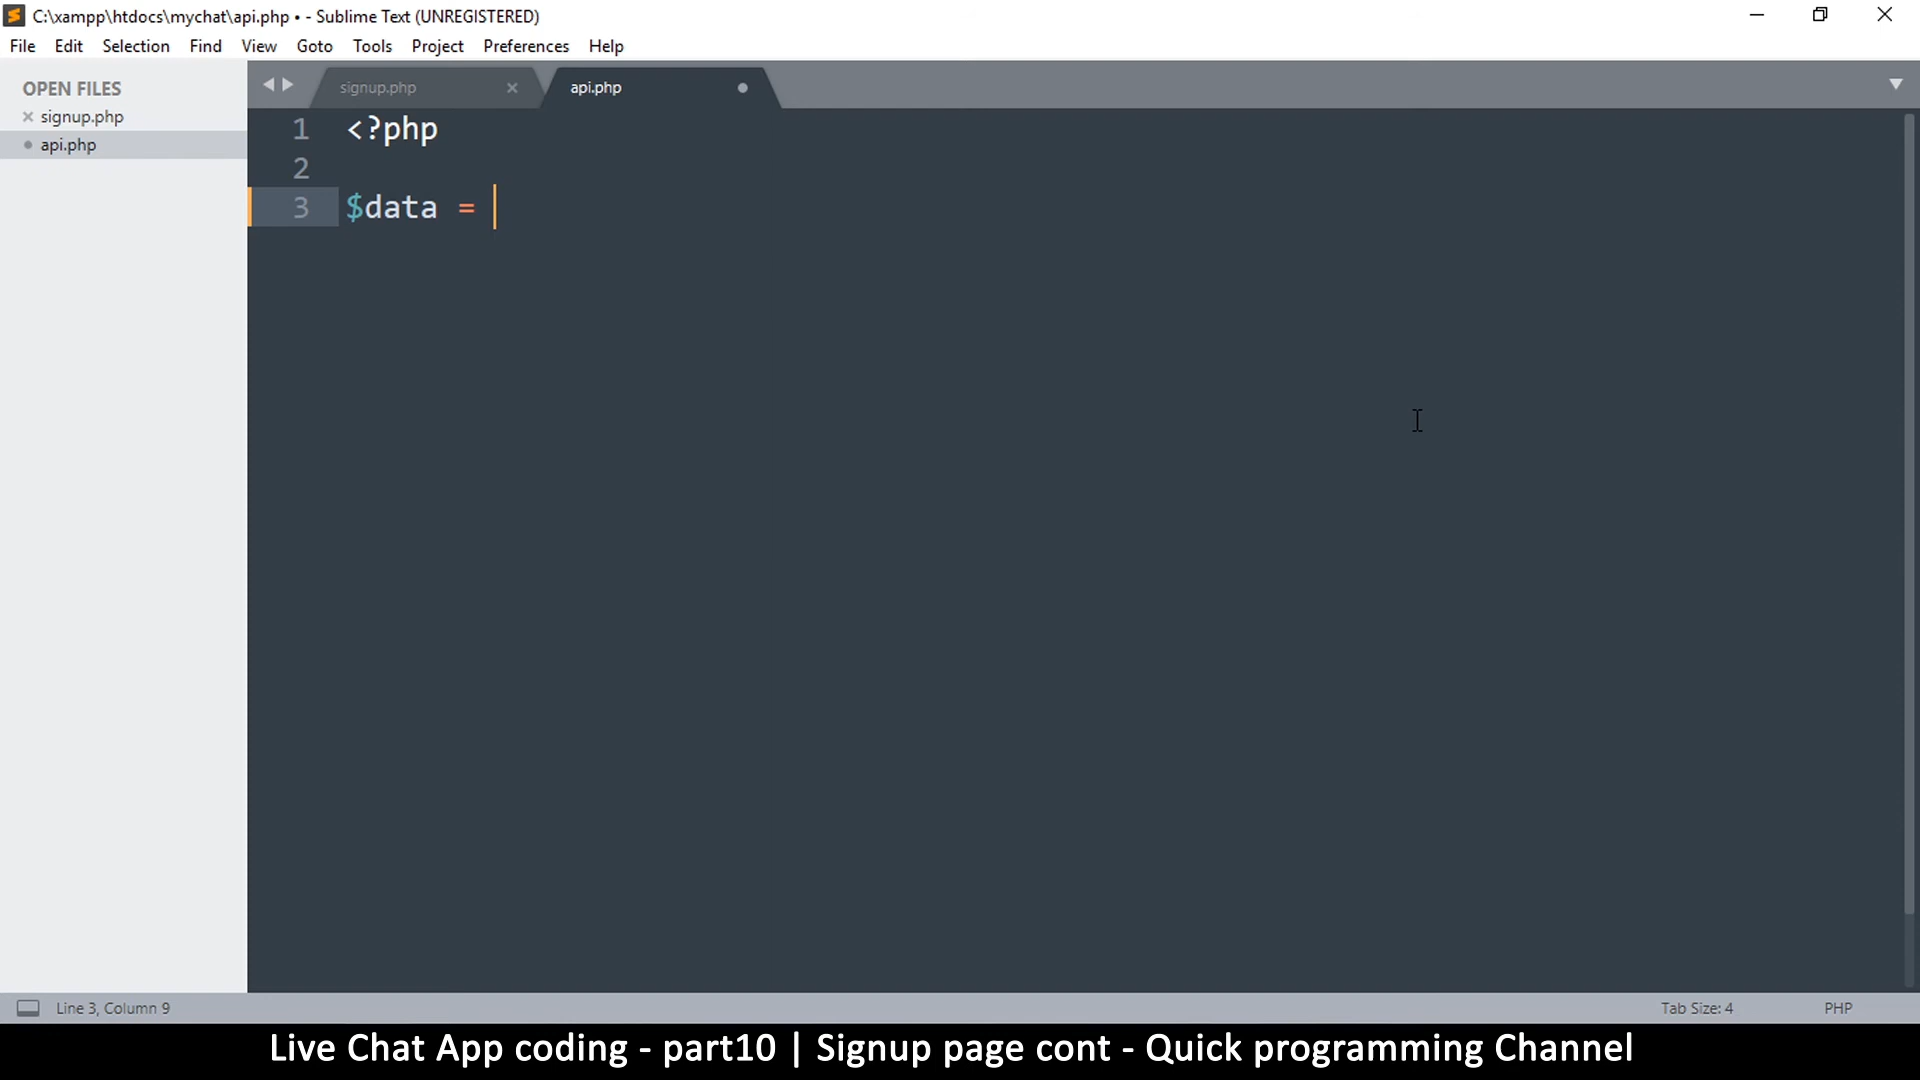 C:\xampp\htdocs\mychat\api.php • - Sublime Text (UNREGISTERED)
File Edit Selection Find View Goto Tools Project Preferences Help
OPEN FILES
signup.php
api.php
signup.php
api.php
1 <?php
2
3 $data =
Line 3, Column 9
Tab Size: 4
PHP
Live Chat App coding - part10 | Signup page cont - Quick programming Channel